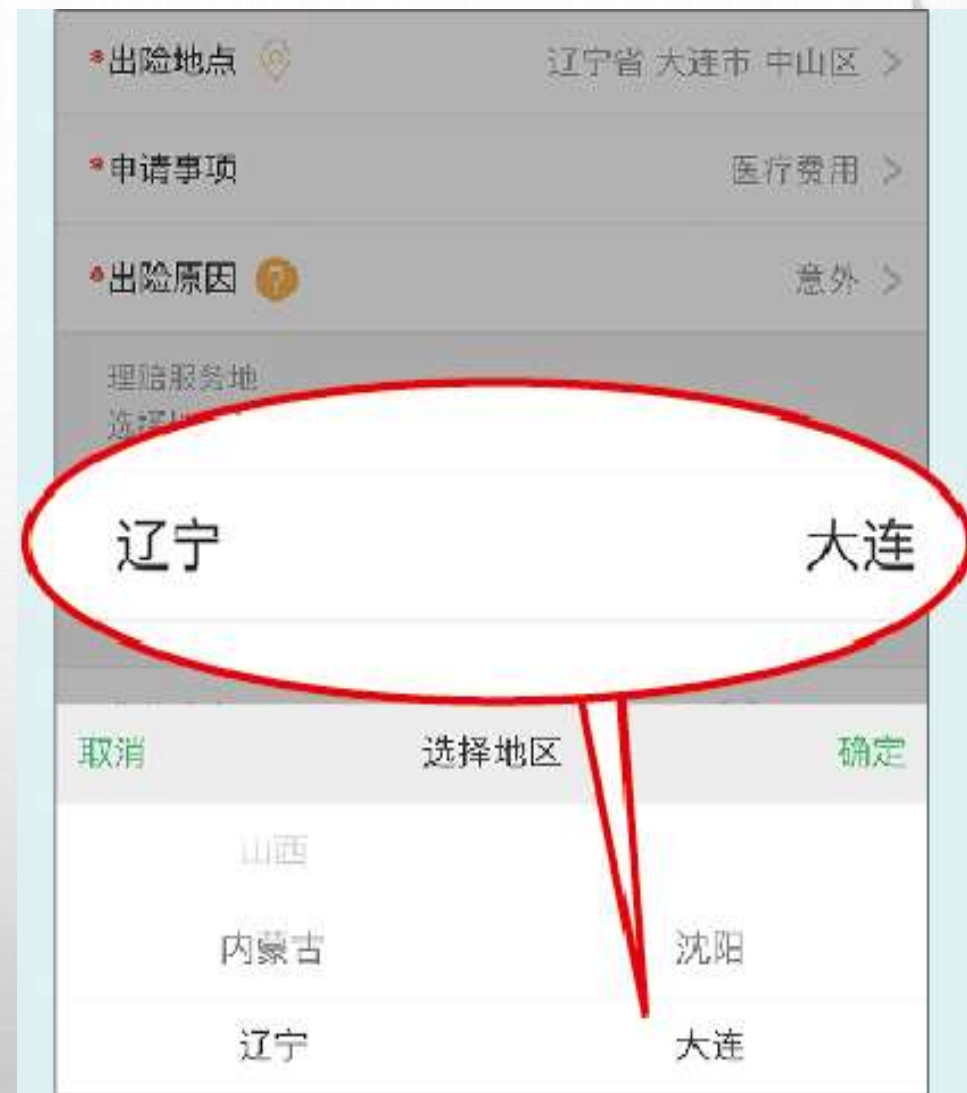 *出险地点 辽宁省 大连市 中山区 >
*申请事项 医疗费用 >
*出险原因 ? 意外 >
理赔服务地
选择
辽宁 大连
取消 选择地区 确定
山西
内蒙古 沈阳
辽宁 大连